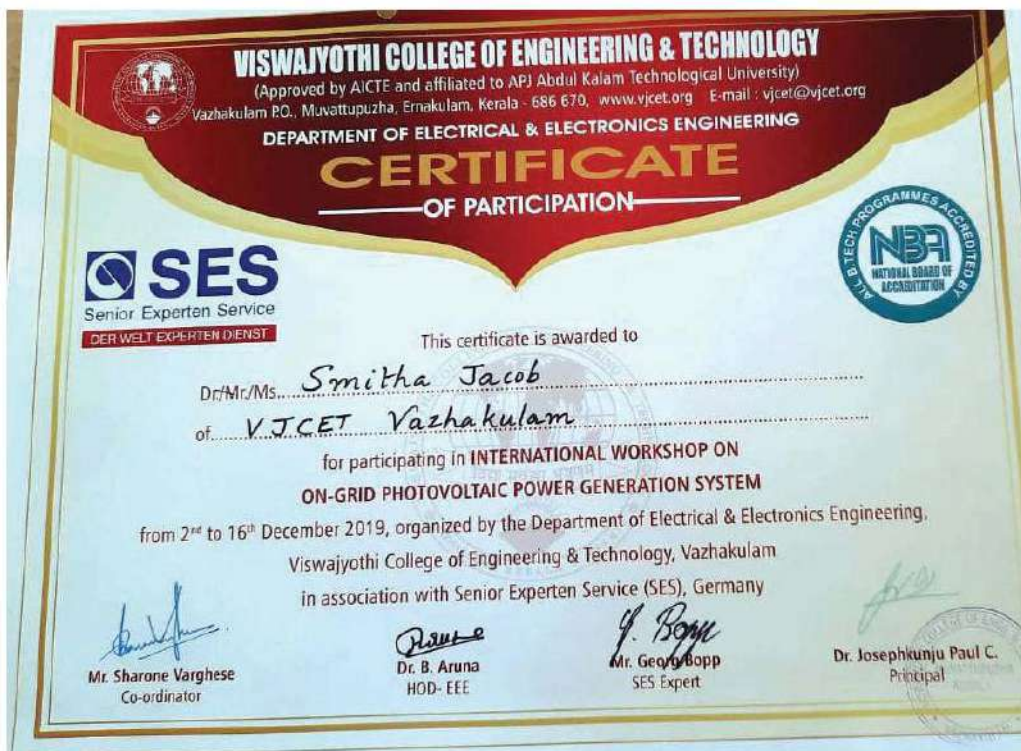 VISWAJYOTHI COLLEGE OF ENGINEERING & TECHNOLOGY
(Approved by AICTE and affiliated to APJ Abdul Kalam Technological University)
Vazhakulam P.O., Muvattupuzha, Ernakulam, Kerala - 686 670, www.vjcet.org E-mail : vjcet@vjcet.org
DEPARTMENT OF ELECTRICAL & ELECTRONICS ENGINEERING
CERTIFICATE
OF PARTICIPATION
SES
Senior Experten Service
DER WELT EXPERTEN DIENST
ALL B.TECH PROGRAMMES ACCREDITED BY
NBA
NATIONAL BOARD OF
ACCREDITATION
This certificate is awarded to
Dr/Mr/Ms. Smitha Jacob
of VJCET Vazhakulam
for participating in INTERNATIONAL WORKSHOP ON
ON-GRID PHOTOVOLTAIC POWER GENERATION SYSTEM
from 2nd to 16th December 2019, organized by the Department of Electrical & Electronics Engineering,
Viswajyothi College of Engineering & Technology, Vazhakulam
in association with Senior Experten Service (SES), Germany
G. Bopp
Mr. Sharone Varghese
Co-ordinator
Dr. B. Aruna
HOD- EEE
Mr. Georg Bopp
SES Expert
Dr. Josephkunju Paul C.
Principal